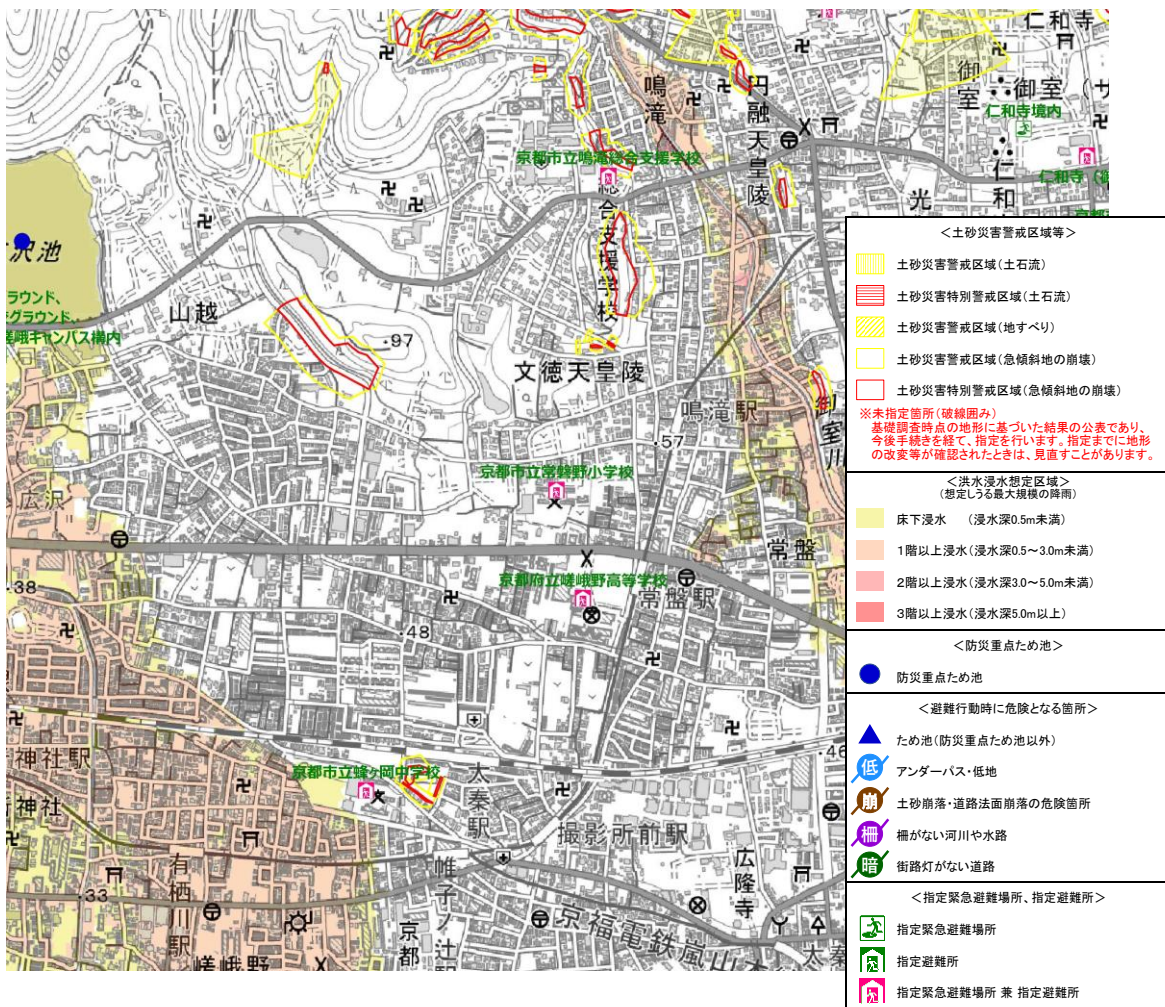 仁和寺
御室
御室(サ
仁和寺境内
鳴滝
円融天皇陵
京都市立鳴滝総合支援学校
総合支援学校
仁和寺(御
仁和
光
沢池
ラウンド、
グラウンド、
嵯峨キャンパス構内
山越
・97
文徳天皇陵
鳴滝駅
御室川
・57
京都市立常磐野小学校
広沢
常盤
京都府立嵯峨野高等学校
常盤駅
・38
・48
神社駅
神社
京都市立蜂ヶ岡中学校
太秦駅
撮影所前駅
・46
有栖川駅
・33
帷子ノ辻駅
広隆寺
京福電鉄嵐山本
嵯峨野
京都
太秦
<土砂災害警戒区域等>
土砂災害警戒区域(土石流)
土砂災害特別警戒区域(土石流)
土砂災害警戒区域(地すべり)
土砂災害警戒区域(急傾斜地の崩壊)
土砂災害特別警戒区域(急傾斜地の崩壊)
※未指定箇所(破線囲み)
基礎調査時点の地形に基づいた結果の公表であり、
今後手続きを経て、指定を行います。指定までに地形
の改変等が確認されたときは、見直すことがあります。
<洪水浸水想定区域>
(想定しうる最大規模の降雨)
床下浸水 (浸水深0.5m未満)
1階以上浸水(浸水深0.5~3.0m未満)
2階以上浸水(浸水深3.0~5.0m未満)
3階以上浸水(浸水深5.0m以上)
<防災重点ため池>
防災重点ため池
<避難行動時に危険となる箇所>
ため池(防災重点ため池以外)
低 アンダーパス・低地
崩 土砂崩落・道路法面崩落の危険箇所
柵 柵がない河川や水路
暗 街路灯がない道路
<指定緊急避難場所、指定避難所>
指定緊急避難場所
指定避難所
指定緊急避難場所 兼 指定避難所